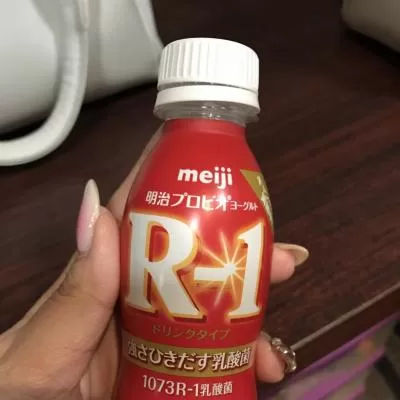 meiji
明治プロビオヨーグルト
R-1
ドリンクタイプ
強さひきだす乳酸菌
1073R-1乳酸菌